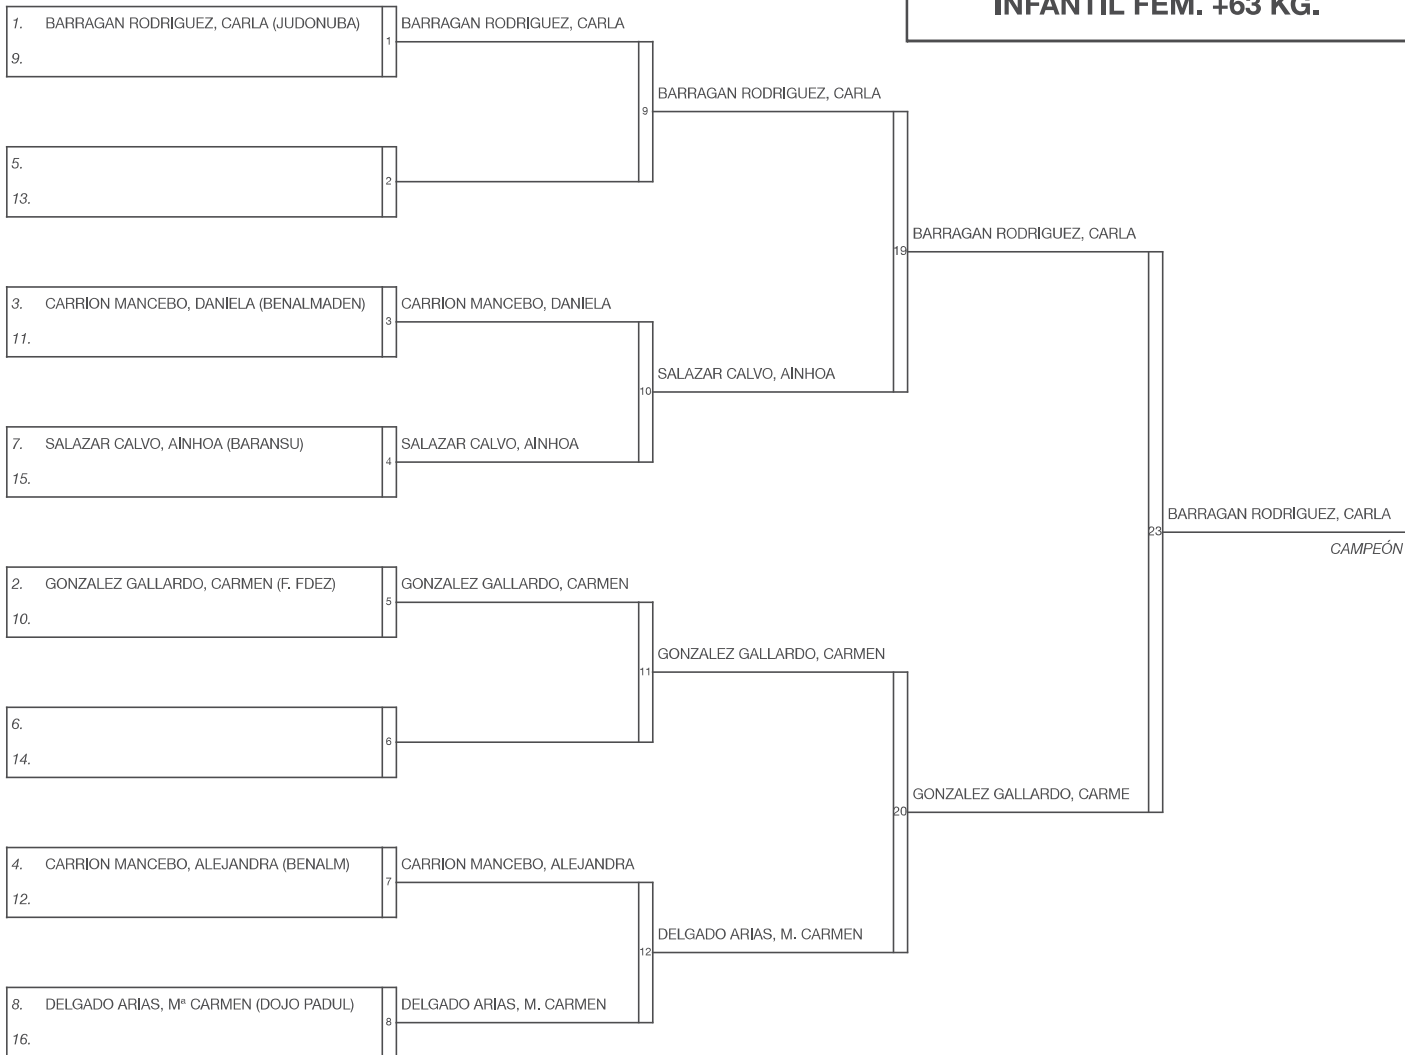 INFANTIL FEM. +63 KG.
1. BARRAGAN RODRIGUEZ, CARLA (JUDONUBA)
9.
1
BARRAGAN RODRIGUEZ, CARLA
5.
13.
2
9
BARRAGAN RODRIGUEZ, CARLA
3. CARRION MANCEBO, DANIELA (BENALMADEN)
11.
3
CARRION MANCEBO, DANIELA
7. SALAZAR CALVO, AINHOA (BARANSU)
15.
4
SALAZAR CALVO, AINHOA
10
SALAZAR CALVO, AINHOA
19
BARRAGAN RODRIGUEZ, CARLA
2. GONZALEZ GALLARDO, CARMEN (F. FDEZ)
10.
5
GONZALEZ GALLARDO, CARMEN
6.
14.
6
11
GONZALEZ GALLARDO, CARMEN
4. CARRION MANCEBO, ALEJANDRA (BENALM)
12.
7
CARRION MANCEBO, ALEJANDRA
8. DELGADO ARIAS, Mª CARMEN (DOJO PADUL)
16.
8
DELGADO ARIAS, M. CARMEN
12
DELGADO ARIAS, M. CARMEN
20
GONZALEZ GALLARDO, CARME
23
BARRAGAN RODRIGUEZ, CARLA
CAMPEÓN